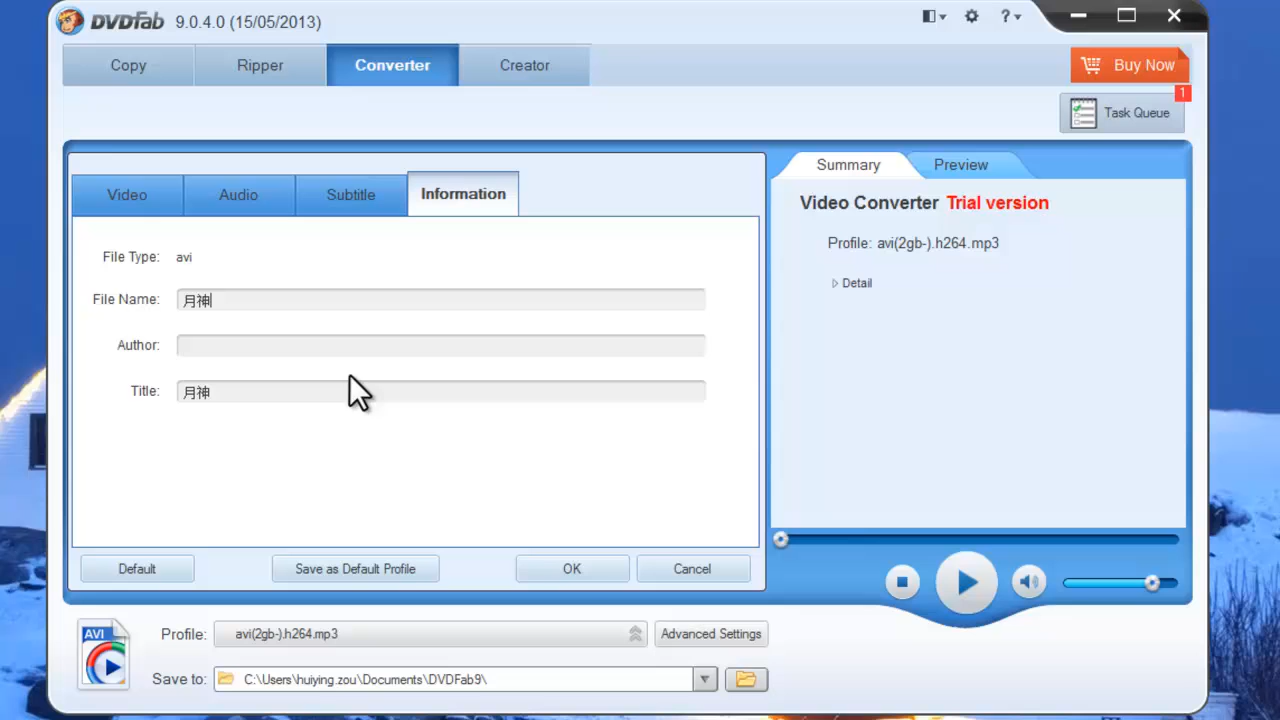 DVDFab 9.0.4.0 (15/05/2013)
Copy Ripper Converter Creator
Buy Now
1
Task Queue
Video Audio Subtitle Information
File Type: avi
File Name: 月神
Author:
Title: 月神
Default Save as Default Profile OK Cancel
Summary Preview
Video Converter Trial version
Profile: avi(2gb-).h264.mp3
Detail
AVI
Profile: avi(2gb-).h264.mp3 Advanced Settings
Save to: C:\Users\huiying.zou\Documents\DVDFab9\